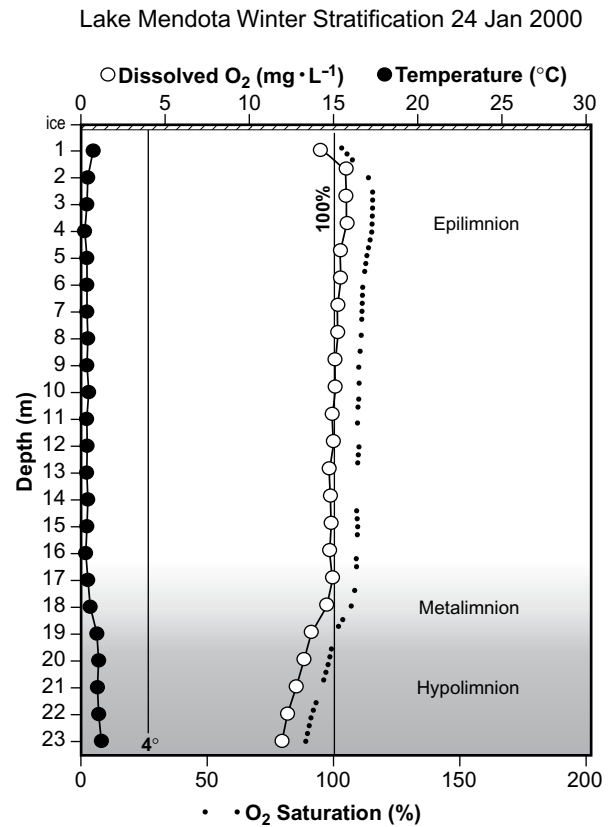 Lake Mendota Winter Stratification 24 Jan 2000
Dissolved O₂ (mg·L⁻¹) Temperature (°C)
0 5 10 15 20 25 30
ice
1
2
3
4
5
6
7
8
9
10
11
12
13
14
15
16
17
18
19
20
21
22
23
Depth (m)
100%
4°
Epilimnion
Metalimnion
Hypolimnion
0 50 100 150 200
O₂ Saturation (%)